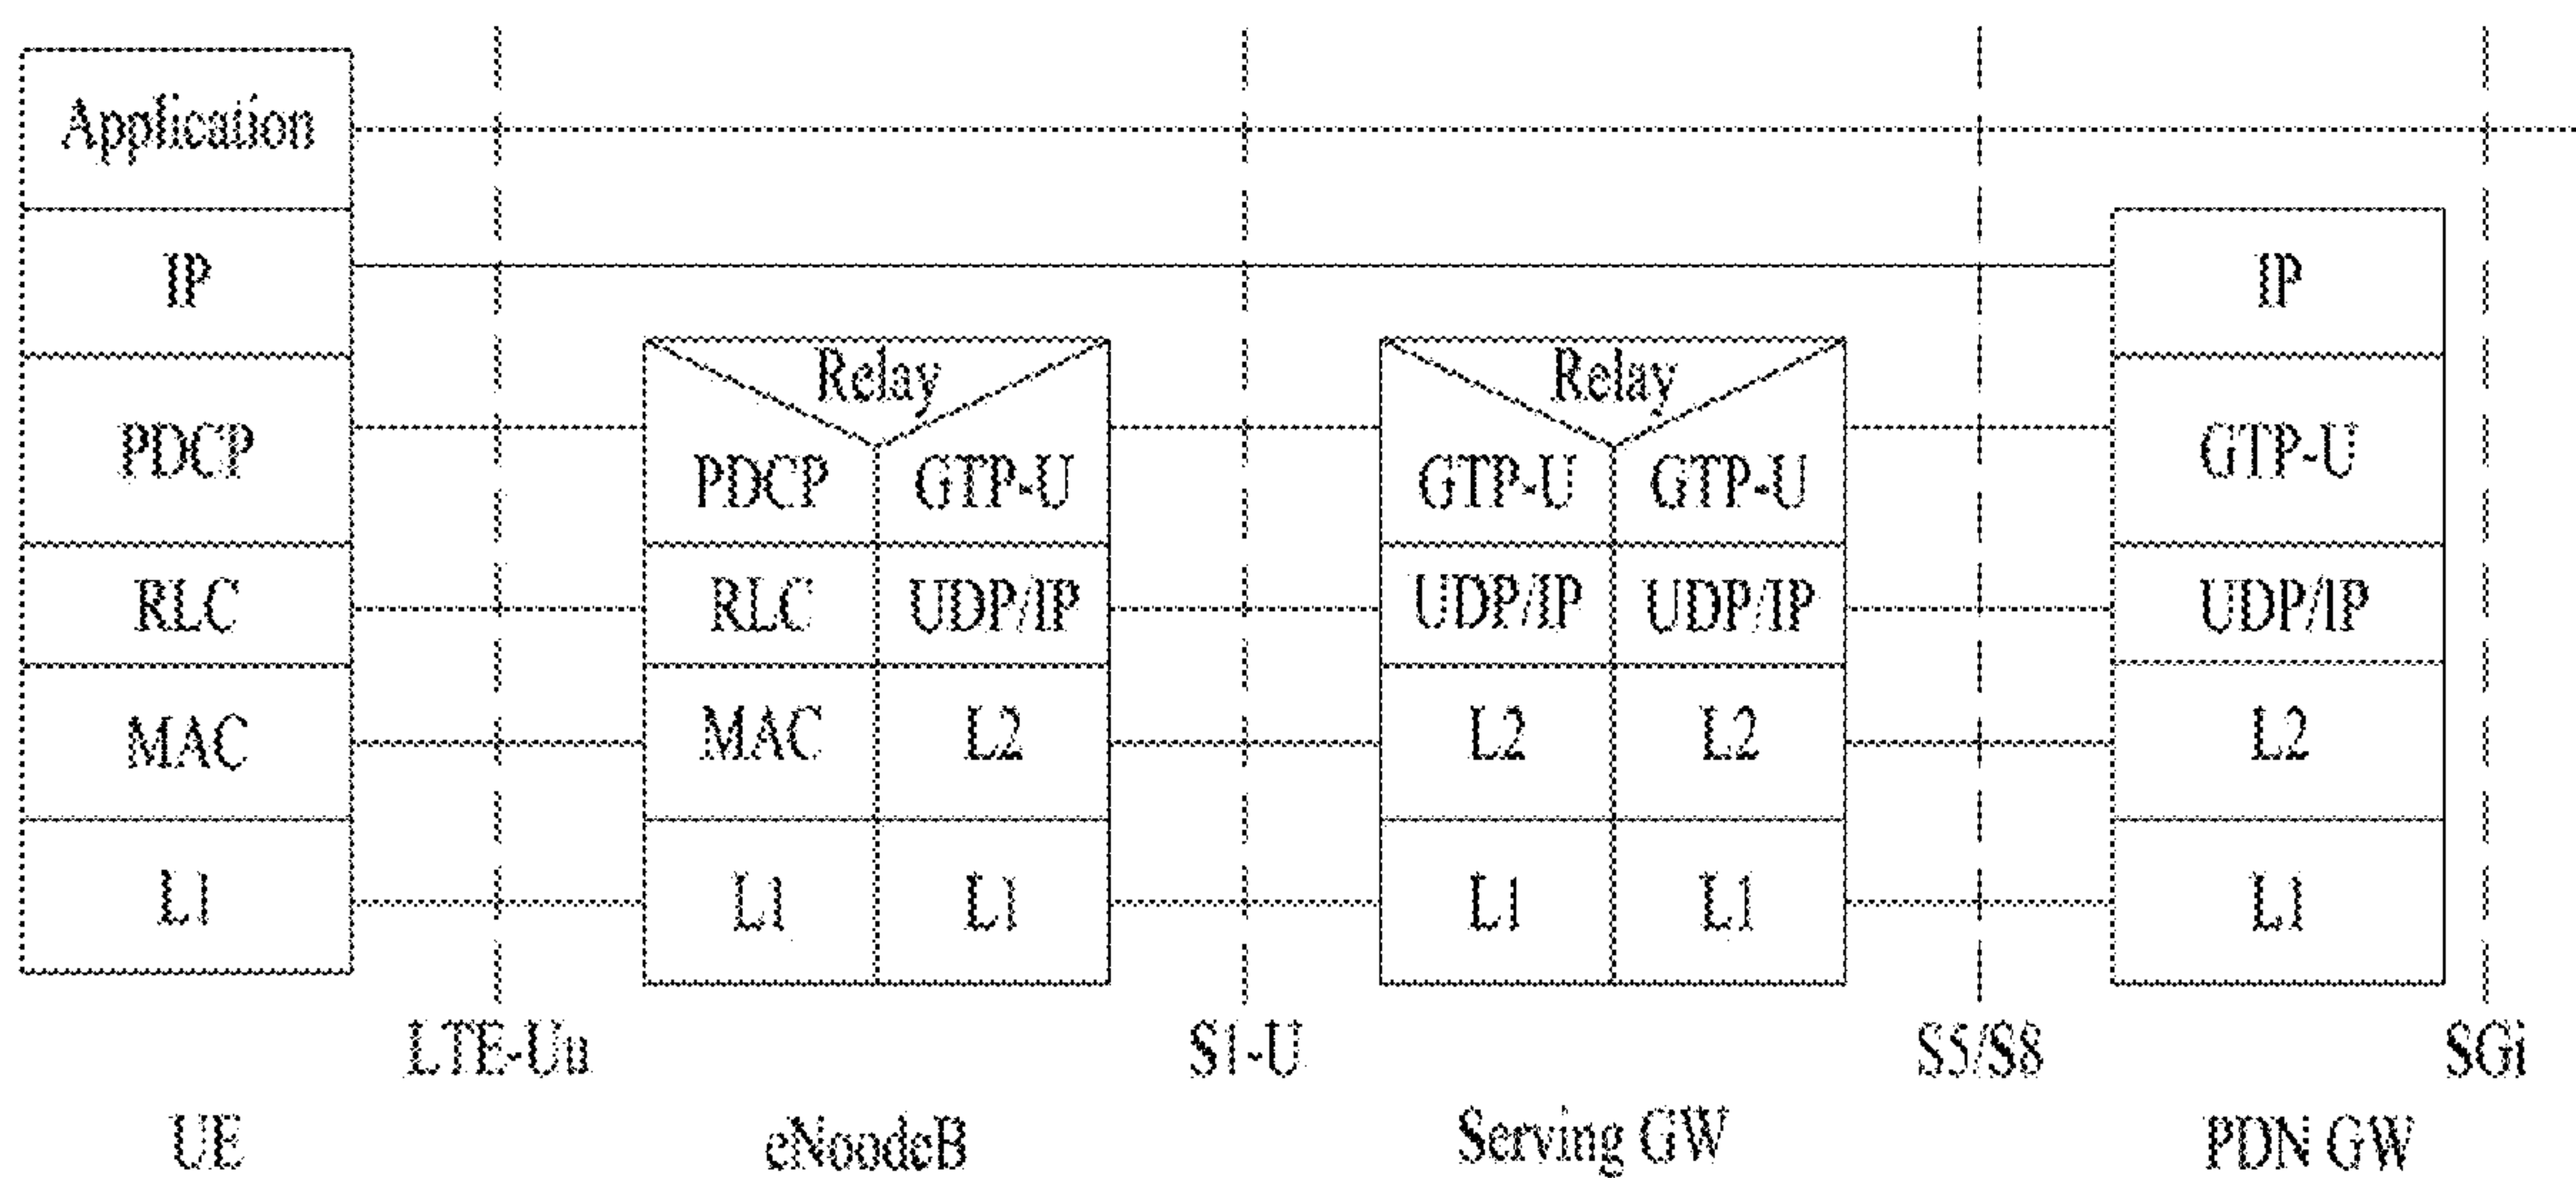 Application
IP
IP
Relay
Relay
PDCP
PDCP
GTP-U
GTP-U
GTP-U
GTP-U
RLC
RLC
UDP/IP
UDP/IP
UDP/IP
UDP/IP
MAC
MAC
L2
L2
L2
L2
L1
L1
L1
L1
L1
L1
LTE-Uu
S1-U
S5/S8
SGi
UE
eNoodeB
Serving GW
PDN GW